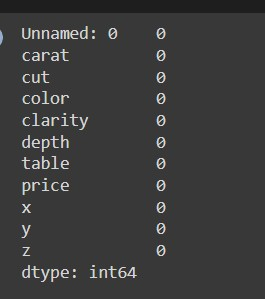 Unnamed: 0    0
carat         0
cut           0
color         0
clarity       0
depth         0
table         0
price         0
x             0
y             0
z             0
dtype: int64